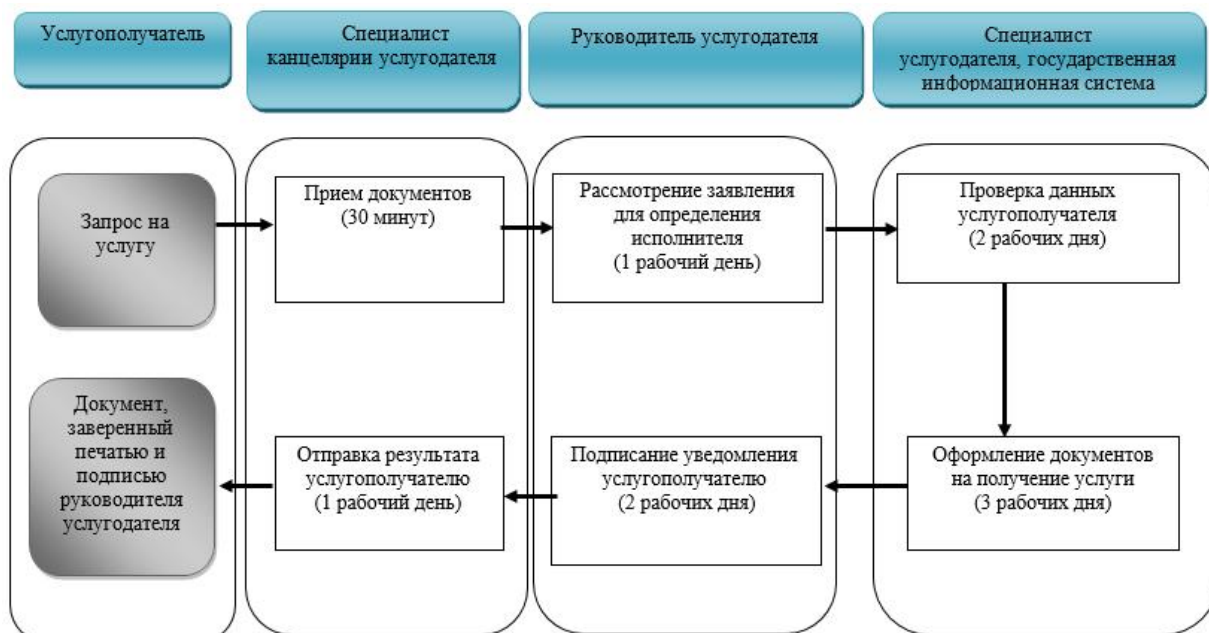 Услугополучатель
Специалист
канцелярии услугодателя
Руководитель услугодателя
Специалист
услугодателя, государственная
информационная система
Запрос на
услугу
Прием документов
(30 минут)
Рассмотрение заявления
для определения
исполнителя
(1 рабочий день)
Проверка данных
услугополучателя
(2 рабочих дня)
Документ,
заверенный
печатью и
подписью
руководителя
услугодателя
Отправка результата
услугополучателю
(1 рабочий день)
Подписание уведомления
услугополучателю
(2 рабочих дня)
Оформление документов
на получение услуги
(3 рабочих дня)